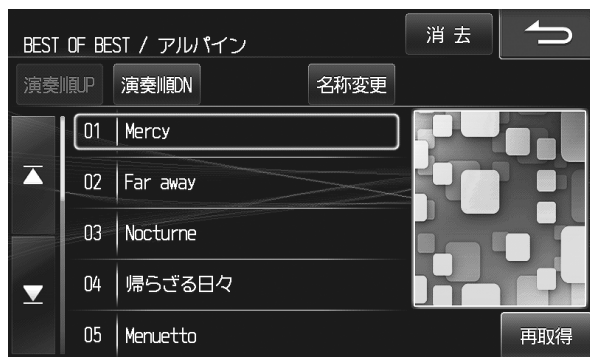 BEST OF BEST / アルパイン
消去
演奏順UP 演奏順DN 名称変更
01 Mercy
02 Far away
03 Nocturne
04 帰らざる日々
05 Menuetto
再取得